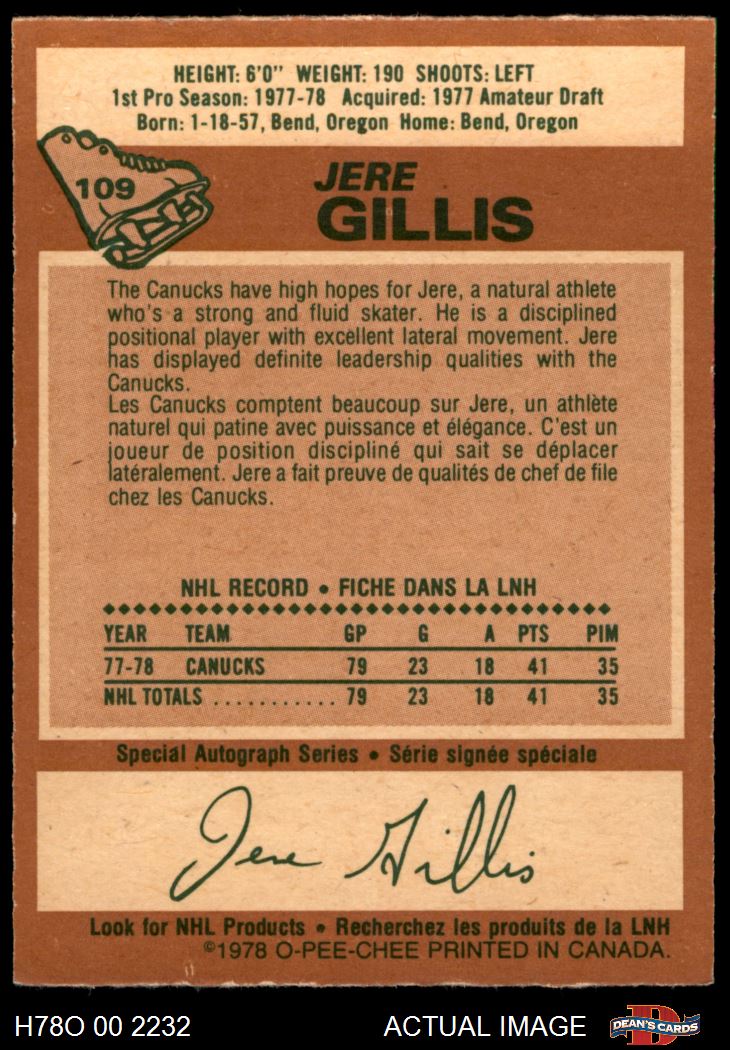 HEIGHT: 6'0" WEIGHT: 190 SHOOTS: LEFT
1st Pro Season: 1977-78 Acquired: 1977 Amateur Draft
Born: 1-18-57, Bend, Oregon Home: Bend, Oregon
109
JERE
GILLIS
The Canucks have high hopes for Jere, a natural athlete
who's a strong and fluid skater. He is a disciplined
positional player with excellent lateral movement. Jere
has displayed definite leadership qualities with the
Canucks.
Les Canucks comptent beaucoup sur Jere, un athlète
naturel qui patine avec puissance et élégance. C'est un
joueur de position discipliné qui sait se déplacer
latéralement. Jere a fait preuve de qualités de chef de file
chez les Canucks.
NHL RECORD • FICHE DANS LA LNH
YEAR TEAM GP G A PTS PIM
77-78 CANUCKS 79 23 18 41 35
NHL TOTALS ........... 79 23 18 41 35
Special Autograph Series • Série signée spéciale
Jere Gillis
Look for NHL Products • Recherchez les produits de la LNH
©1978 O-PEE-CHEE PRINTED IN CANADA.
H78O 00 2232 ACTUAL IMAGE DEAN'S CARDS